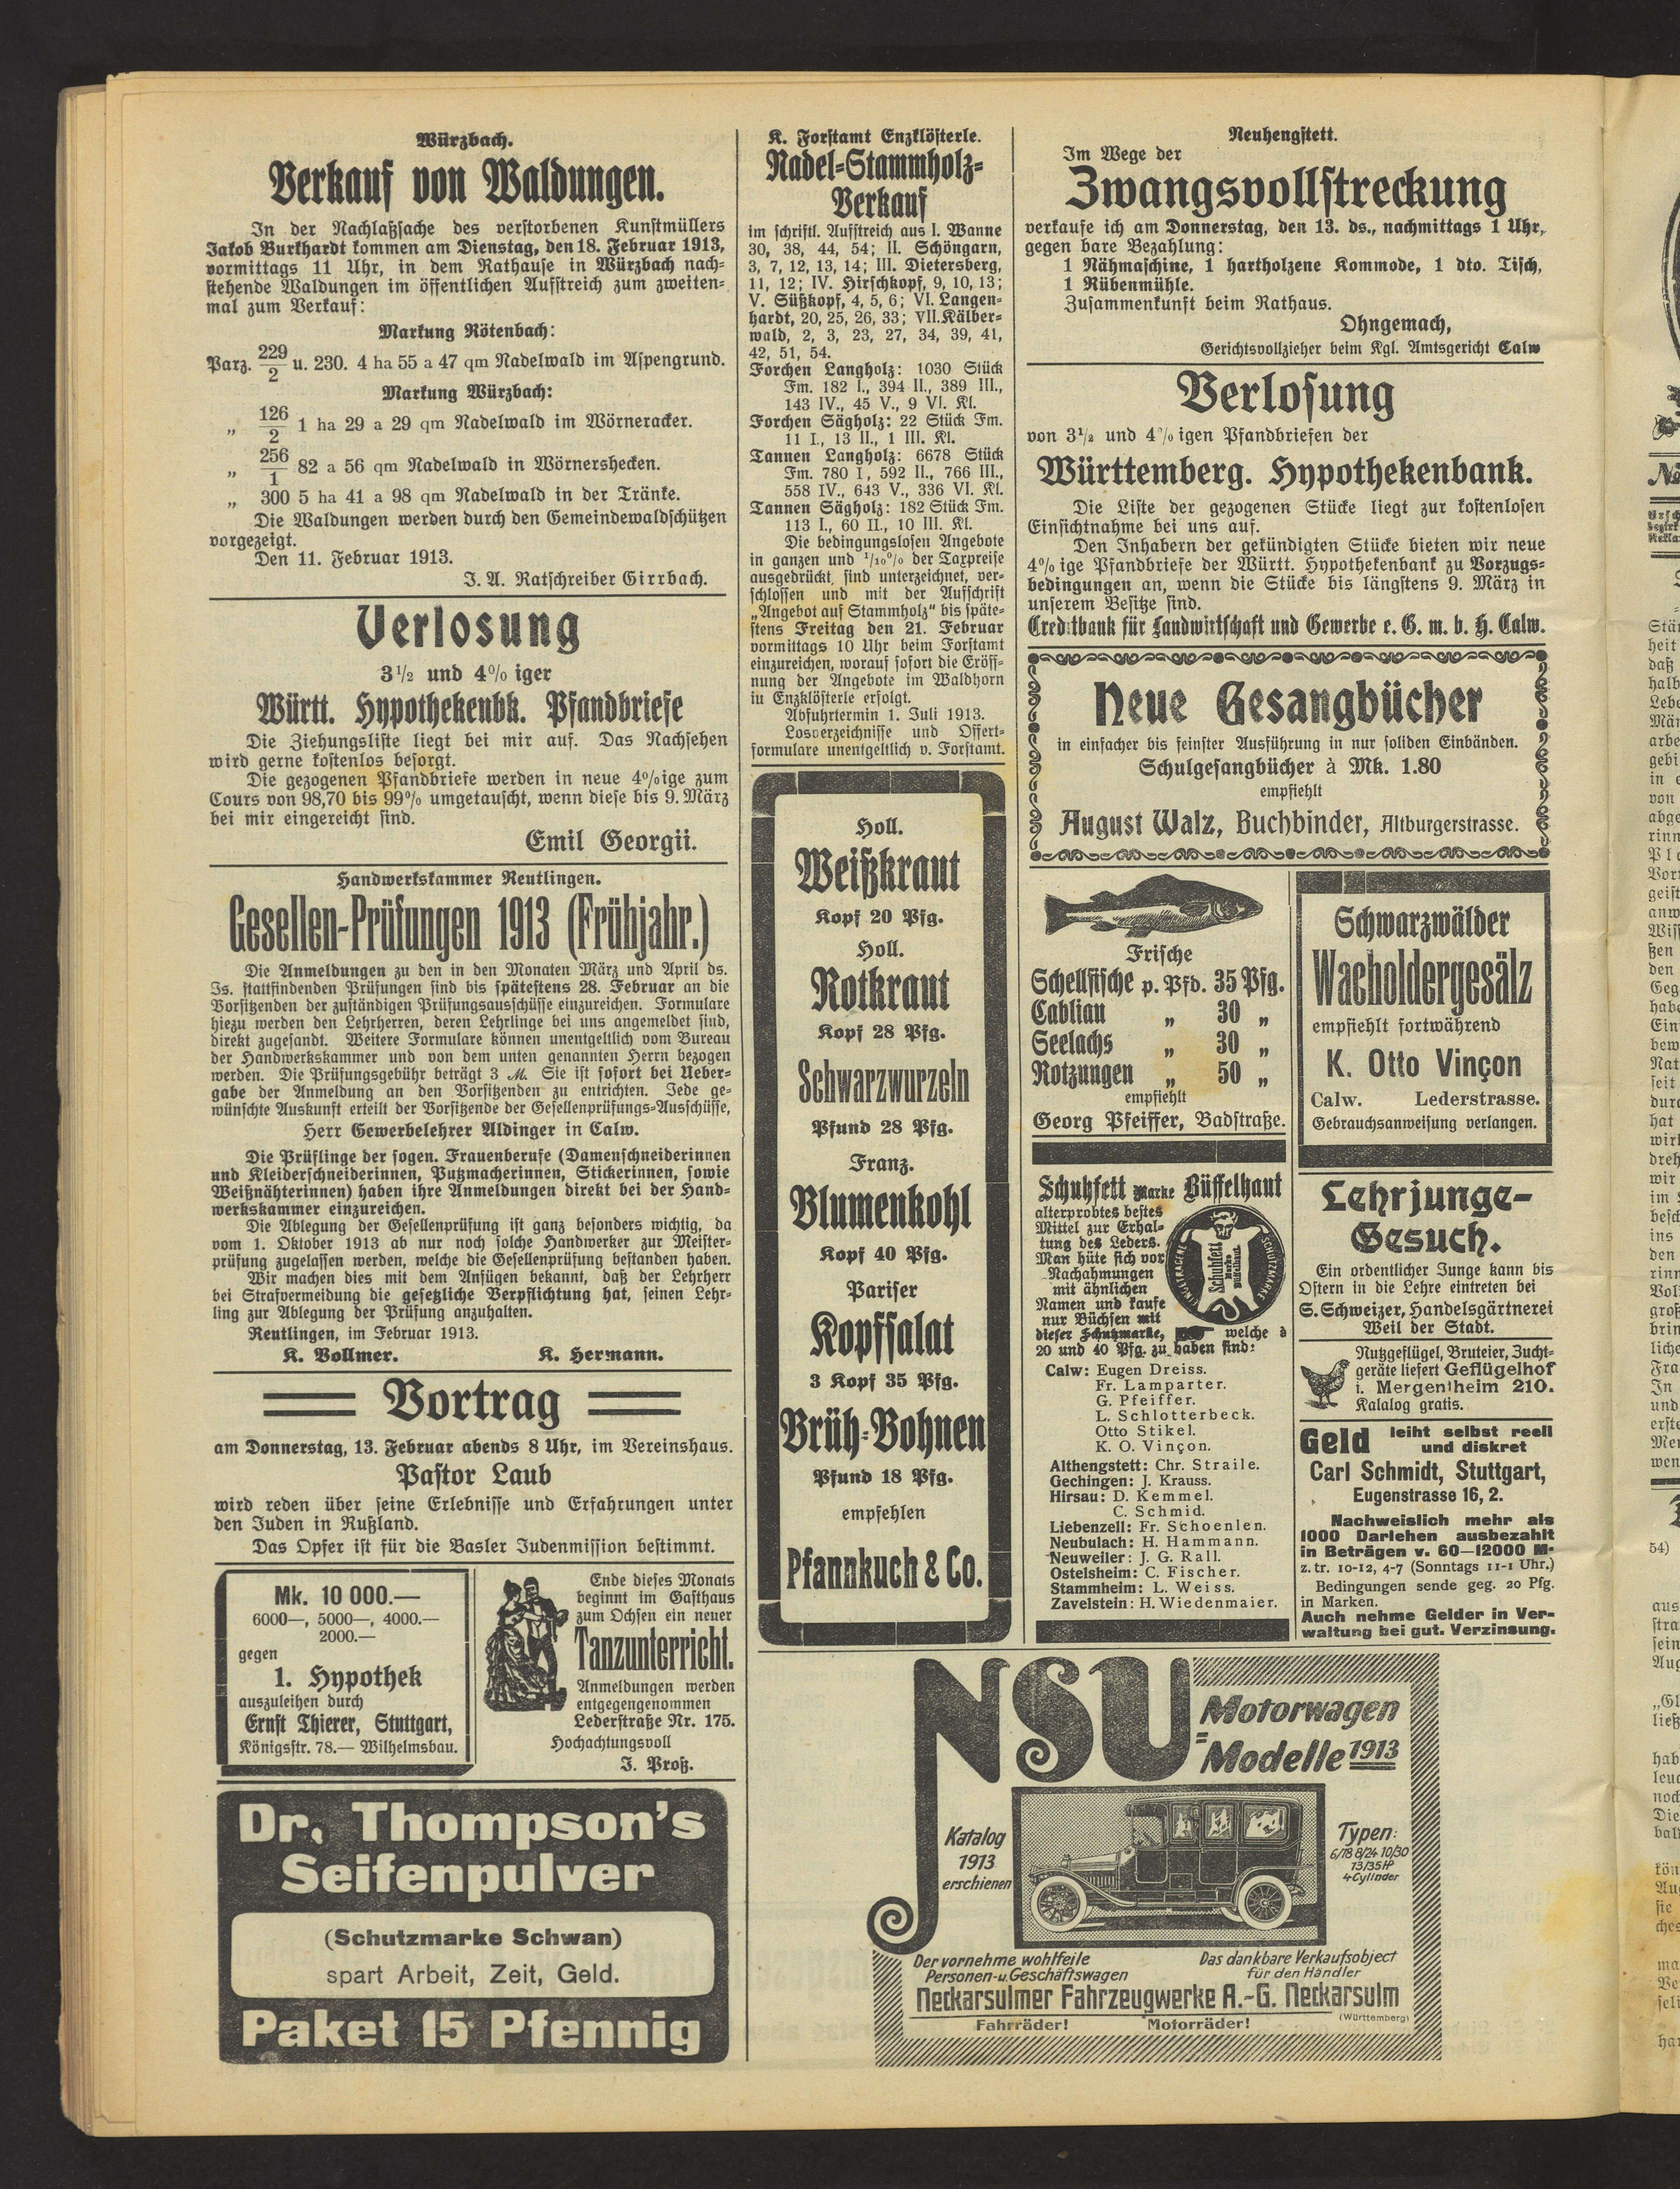 Würzbach.
Verkauf von Waldungen.
In der Nachlaßsache des verstorbenen Kunstmüllers
Jakob Burkhardt kommen am Dienstag, den 18. Februar 1913,
vormittags 11 Uhr, in dem Rathause in Würzbach nach-
stehende Waldungen im öffentlichen Aufstreich zum zweiten-
mal zum Verkauf:
Markung Rötenbach:
Parz. 229/2 u. 230. 4 ha 55 a 47 qm Nadelwald im Aspengrund.
Markung Würzbach:
„ 126/2 1 ha 29 a 29 qm Nadelwald im Wörneracker.
„ 256/1 82 a 56 qm Nadelwald in Wörnershecken.
„ 300 5 ha 41 a 98 qm Nadelwald in der Tränke.
Die Waldungen werden durch den Gemeindewaldschützen
vorgezeigt.
Den 11. Februar 1913.
J. A. Ratschreiber Girrbach.
Verlosung
3½ und 4% iger
Württ. Hypothekenbk. Pfandbriefe
Die Ziehungsliste liegt bei mir auf. Das Nachsehen
wird gerne kostenlos besorgt.
Die gezogenen Pfandbriefe werden in neue 4%ige zum
Cours von 98,70 bis 99% umgetauscht, wenn diese bis 9. März
bei mir eingereicht sind.
Emil Georgii.
Handwerkskammer Reutlingen.
Gesellen-Prüfungen 1913 (Frühjahr.)
Die Anmeldungen zu den in den Monaten März und April ds.
Js. stattfindenden Prüfungen sind bis spätestens 28. Februar an die
Vorsitzenden der zuständigen Prüfungsausschüsse einzureichen. Formulare
hiezu werden den Lehrherren, deren Lehrlinge bei uns angemeldet sind,
direkt zugesandt. Weitere Formulare können unentgeltlich vom Bureau
der Handwerkskammer und von dem unten genannten Herrn bezogen
werden. Die Prüfungsgebühr beträgt 3 ℳ. Sie ist sofort bei Ueber-
gabe der Anmeldung an den Vorsitzenden zu entrichten. Jede ge-
wünschte Auskunft erteilt der Vorsitzende der Gesellenprüfungs-Ausschüsse,
Herr Gewerbelehrer Aldinger in Calw.
Die Prüflinge der sogen. Frauenberufe (Damenschneiderinnen
und Kleiderschneiderinnen, Putzmacherinnen, Stickerinnen, sowie
Weißnähterinnen) haben ihre Anmeldungen direkt bei der Hand-
werkskammer einzureichen.
Die Ablegung der Gesellenprüfung ist ganz besonders wichtig, da
vom 1. Oktober 1913 ab nur noch solche Handwerker zur Meister-
prüfung zugelassen werden, welche die Gesellenprüfung bestanden haben.
Wir machen dies mit dem Anfügen bekannt, daß der Lehrherr
bei Strafvermeidung die gesetzliche Verpflichtung hat, seinen Lehr-
ling zur Ablegung der Prüfung anzuhalten.
Reutlingen, im Februar 1913.
K. Vollmer. K. Hermann.
Vortrag
am Donnerstag, 13. Februar abends 8 Uhr, im Vereinshaus.
Pastor Laub
wird reden über seine Erlebnisse und Erfahrungen unter
den Juden in Rußland.
Das Opfer ist für die Basler Judenmission bestimmt.
Mk. 10 000.—
6000—, 5000—, 4000.—
2000.—
gegen
1. Hypothek
auszuleihen durch
Ernst Thierer, Stuttgart,
Königsstr. 78.— Wilhelmsbau.
Ende dieses Monats
beginnt im Gasthaus
zum Ochsen ein neuer
Tanzunterricht.
Anmeldungen werden
entgegengenommen
Lederstraße Nr. 175.
Hochachtungsvoll
J. Proß.
Dr. Thompson's
Seifenpulver
(Schutzmarke Schwan)
spart Arbeit, Zeit, Geld.
Paket 15 Pfennig
K. Forstamt Enzklösterle.
Nadel-Stammholz-
Verkauf
im schriftl. Aufstreich aus I. Wanne
30, 38, 44, 54; II. Schöngarn,
3, 7, 12, 13, 14; III. Dietersberg,
11, 12; IV. Hirschkopf, 9, 10, 13;
V. Süßkopf, 4, 5, 6; VI. Langen-
hardt, 20, 25, 26, 33; VII. Kälber-
wald, 2, 3, 23, 27, 34, 39, 41,
42, 51, 54.
Forchen Langholz: 1030 Stück
Fm. 182 I., 394 II., 389 III.,
143 IV., 45 V., 9 VI. Kl.
Forchen Sägholz: 22 Stück Fm.
11 I., 13 II., 1 III. Kl.
Tannen Langholz: 6678 Stück
Fm. 780 I, 592 II., 766 III.,
558 IV., 643 V., 336 VI. Kl.
Tannen Sägholz: 182 Stück Fm.
113 I., 60 II., 10 III. Kl.
Die bedingungslosen Angebote
in ganzen und 1/10% der Taxpreise
ausgedrückt, sind unterzeichnet, ver-
schlossen und mit der Aufschrift
„Angebot auf Stammholz“ bis späte-
stens Freitag den 21. Februar
vormittags 10 Uhr beim Forstamt
einzureichen, worauf sofort die Eröff-
nung der Angebote im Waldhorn
in Enzklösterle erfolgt.
Abfuhrtermin 1. Juli 1913.
Losverzeichnisse und Offert-
formulare unentgeltlich v. Forstamt.
Holl.
Weißkraut
Kopf 20 Pfg.
Holl.
Rotkraut
Kopf 28 Pfg.
Schwarzwurzeln
Pfund 28 Pfg.
Franz.
Blumenkohl
Kopf 40 Pfg.
Pariser
Kopfsalat
3 Kopf 35 Pfg.
Brüh-Bohnen
Pfund 18 Pfg.
empfehlen
Pfannkuch & Co.
Neuhengstett.
Im Wege der
Zwangsvollstreckung
verkaufe ich am Donnerstag, den 13. ds., nachmittags 1 Uhr,
gegen bare Bezahlung:
1 Nähmaschine, 1 hartholzene Kommode, 1 dto. Tisch,
1 Rübenmühle.
Zusammenkunft beim Rathaus.
Ohngemach,
Gerichtsvollzieher beim Kgl. Amtsgericht Calw
Verlosung
von 3½ und 4% igen Pfandbriefen der
Württemberg. Hypothekenbank.
Die Liste der gezogenen Stücke liegt zur kostenlosen
Einsichtnahme bei uns auf.
Den Inhabern der gekündigten Stücke bieten wir neue
4% ige Pfandbriefe der Württ. Hypothekenbank zu Vorzugs-
bedingungen an, wenn die Stücke bis längstens 9. März in
unserem Besitze sind.
Creditbank für Landwirtschaft und Gewerbe e. G. m. b. H. Calw.
Neue Gesangbücher
in einfacher bis feinster Ausführung in nur soliden Einbänden.
Schulgesangbücher à Mk. 1.80
empfiehlt
August Walz, Buchbinder, Altburgerstrasse.
Frische
Schellfische p. Pfd. 35 Pfg.
Cabliau „ 30 „
Seelachs „ 30 „
Rotzungen „ 50 „
empfiehlt
Georg Pfeiffer, Badstraße.
Schuhfett Marke Büffelhaut
alterprobtes bestes
Mittel zur Erhal-
tung des Leders.
Man hüte sich vor
Nachahmungen
mit ähnlichen
Namen und kaufe
nur Büchsen mit
dieser Schutzmarke, welche à
20 und 40 Pfg. zu haben sind:
EINGETRAGENE SCHUTZMARKE
Schuhfett
Marke
Büffelhaut
Calw: Eugen Dreiss.
Fr. Lamparter.
G. Pfeiffer.
L. Schlotterbeck.
Otto Stikel.
K. O. Vinçon.
Althengstett: Chr. Straile.
Gechingen: J. Krauss.
Hirsau: D. Kemmel.
C. Schmid.
Liebenzell: Fr. Schoenlen.
Neubulach: H. Hammann.
Neuweiler: J. G. Rall.
Ostelsheim: C. Fischer.
Stammheim: L. Weiss.
Zavelstein: H. Wiedenmaier.
Schwarzwälder
Wacholdergesälz
empfiehlt fortwährend
K. Otto Vinçon
Calw. Lederstrasse.
Gebrauchsanweisung verlangen.
Lehrjunge-
Gesuch.
Ein ordentlicher Junge kann bis
Ostern in die Lehre eintreten bei
S. Schweizer, Handelsgärtnerei
Weil der Stadt.
Nutzgeflügel, Bruteier, Zucht-
geräte liefert Geflügelhof
i. Mergentheim 210.
Katalog gratis.
Geld leiht selbst reell
und diskret
Carl Schmidt, Stuttgart,
Eugenstrasse 16, 2.
Nachweislich mehr als
1000 Darlehen ausbezahlt
in Beträgen v. 60—12000 M.
z. tr. 10-12, 4-7 (Sonntags 11-1 Uhr.)
Bedingungen sende geg. 20 Pfg.
in Marken.
Auch nehme Gelder in Ver-
waltung bei gut. Verzinsung.
NSU Motorwagen
=Modelle 1913
Katalog
1913
erschienen
Typen:
6/18 8/24 10/30
13/35 IP
4 Cylinder
Der vornehme wohlfeile
Personen- u. Geschäftswagen
Das dankbare Verkaufsobject
für den Händler
Neckarsulmer Fahrzeugwerke A.-G. Neckarsulm
Fahrräder! Motorräder! (Württemberg)